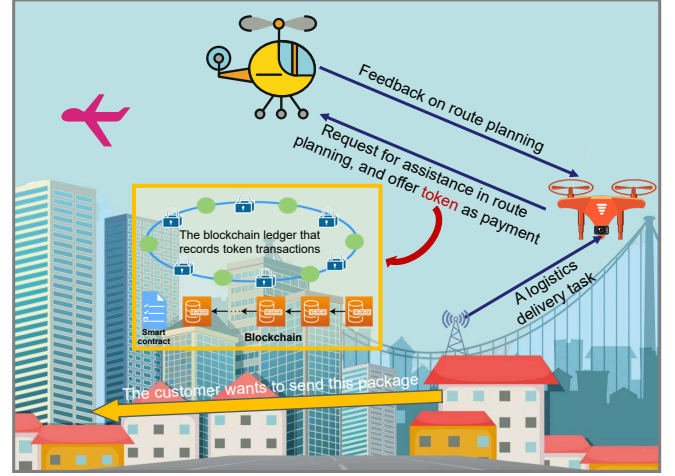 Feedback on route planning
Request for assistance in route
planning, and offer token as payment
The blockchain ledger that
records token transactions
A logistics
delivery task
Smart
contract
Blockchain
The customer wants to send this package